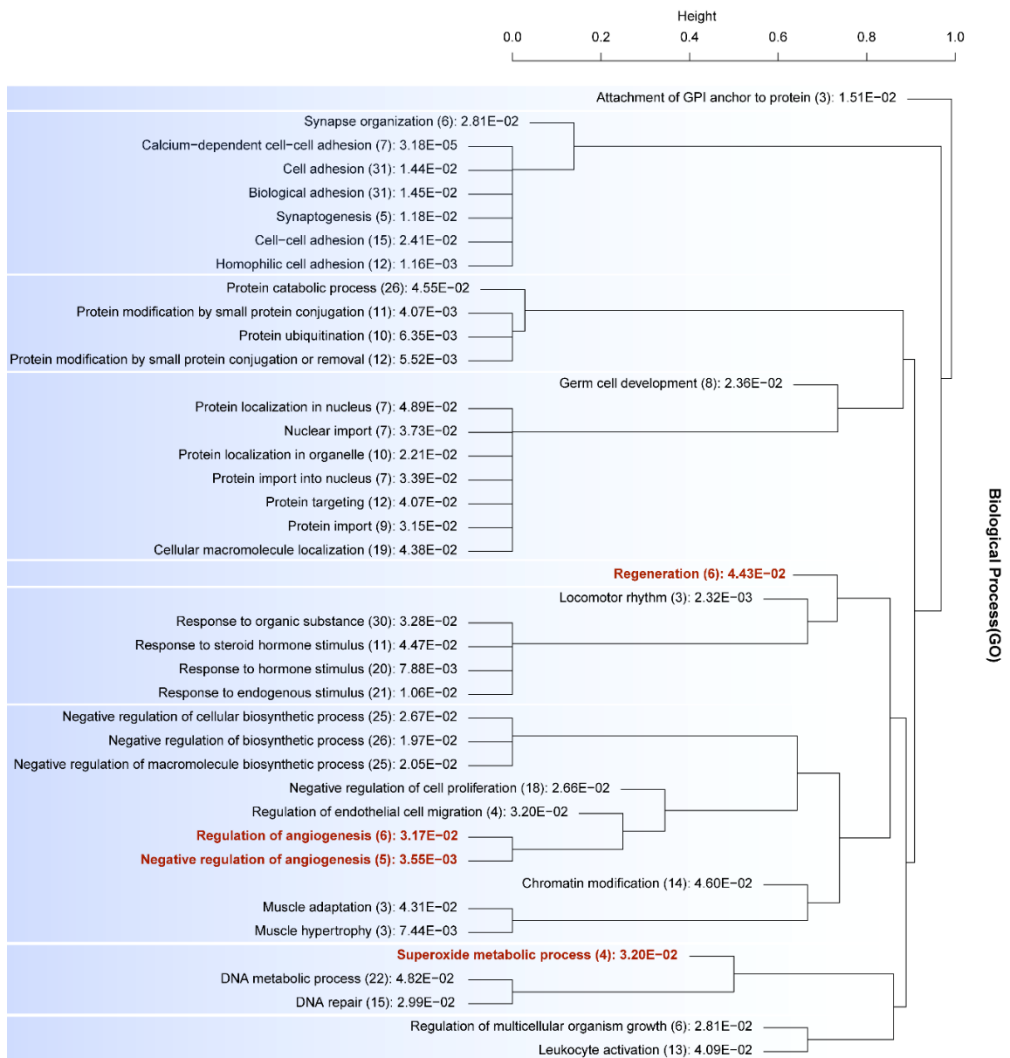 Height
0.0 0.2 0.4 0.6 0.8 1.0
Attachment of GPI anchor to protein (3): 1.51E−02
Synapse organization (6): 2.81E−02
Calcium−dependent cell−cell adhesion (7): 3.18E−05
Cell adhesion (31): 1.44E−02
Biological adhesion (31): 1.45E−02
Synaptogenesis (5): 1.18E−02
Cell−cell adhesion (15): 2.41E−02
Homophilic cell adhesion (12): 1.16E−03
Protein catabolic process (26): 4.55E−02
Protein modification by small protein conjugation (11): 4.07E−03
Protein ubiquitination (10): 6.35E−03
Protein modification by small protein conjugation or removal (12): 5.52E−03
Germ cell development (8): 2.36E−02
Protein localization in nucleus (7): 4.89E−02
Nuclear import (7): 3.73E−02
Protein localization in organelle (10): 2.21E−02
Protein import into nucleus (7): 3.39E−02
Protein targeting (12): 4.07E−02
Protein import (9): 3.15E−02
Cellular macromolecule localization (19): 4.38E−02
Regeneration (6): 4.43E−02
Locomotor rhythm (3): 2.32E−03
Response to organic substance (30): 3.28E−02
Response to steroid hormone stimulus (11): 4.47E−02
Response to hormone stimulus (20): 7.88E−03
Response to endogenous stimulus (21): 1.06E−02
Negative regulation of cellular biosynthetic process (25): 2.67E−02
Negative regulation of biosynthetic process (26): 1.97E−02
Negative regulation of macromolecule biosynthetic process (25): 2.05E−02
Negative regulation of cell proliferation (18): 2.66E−02
Regulation of endothelial cell migration (4): 3.20E−02
Regulation of angiogenesis (6): 3.17E−02
Negative regulation of angiogenesis (5): 3.55E−03
Chromatin modification (14): 4.60E−02
Muscle adaptation (3): 4.31E−02
Muscle hypertrophy (3): 7.44E−03
Superoxide metabolic process (4): 3.20E−02
DNA metabolic process (22): 4.82E−02
DNA repair (15): 2.99E−02
Regulation of multicellular organism growth (6): 2.81E−02
Leukocyte activation (13): 4.09E−02
Biological Process(GO)